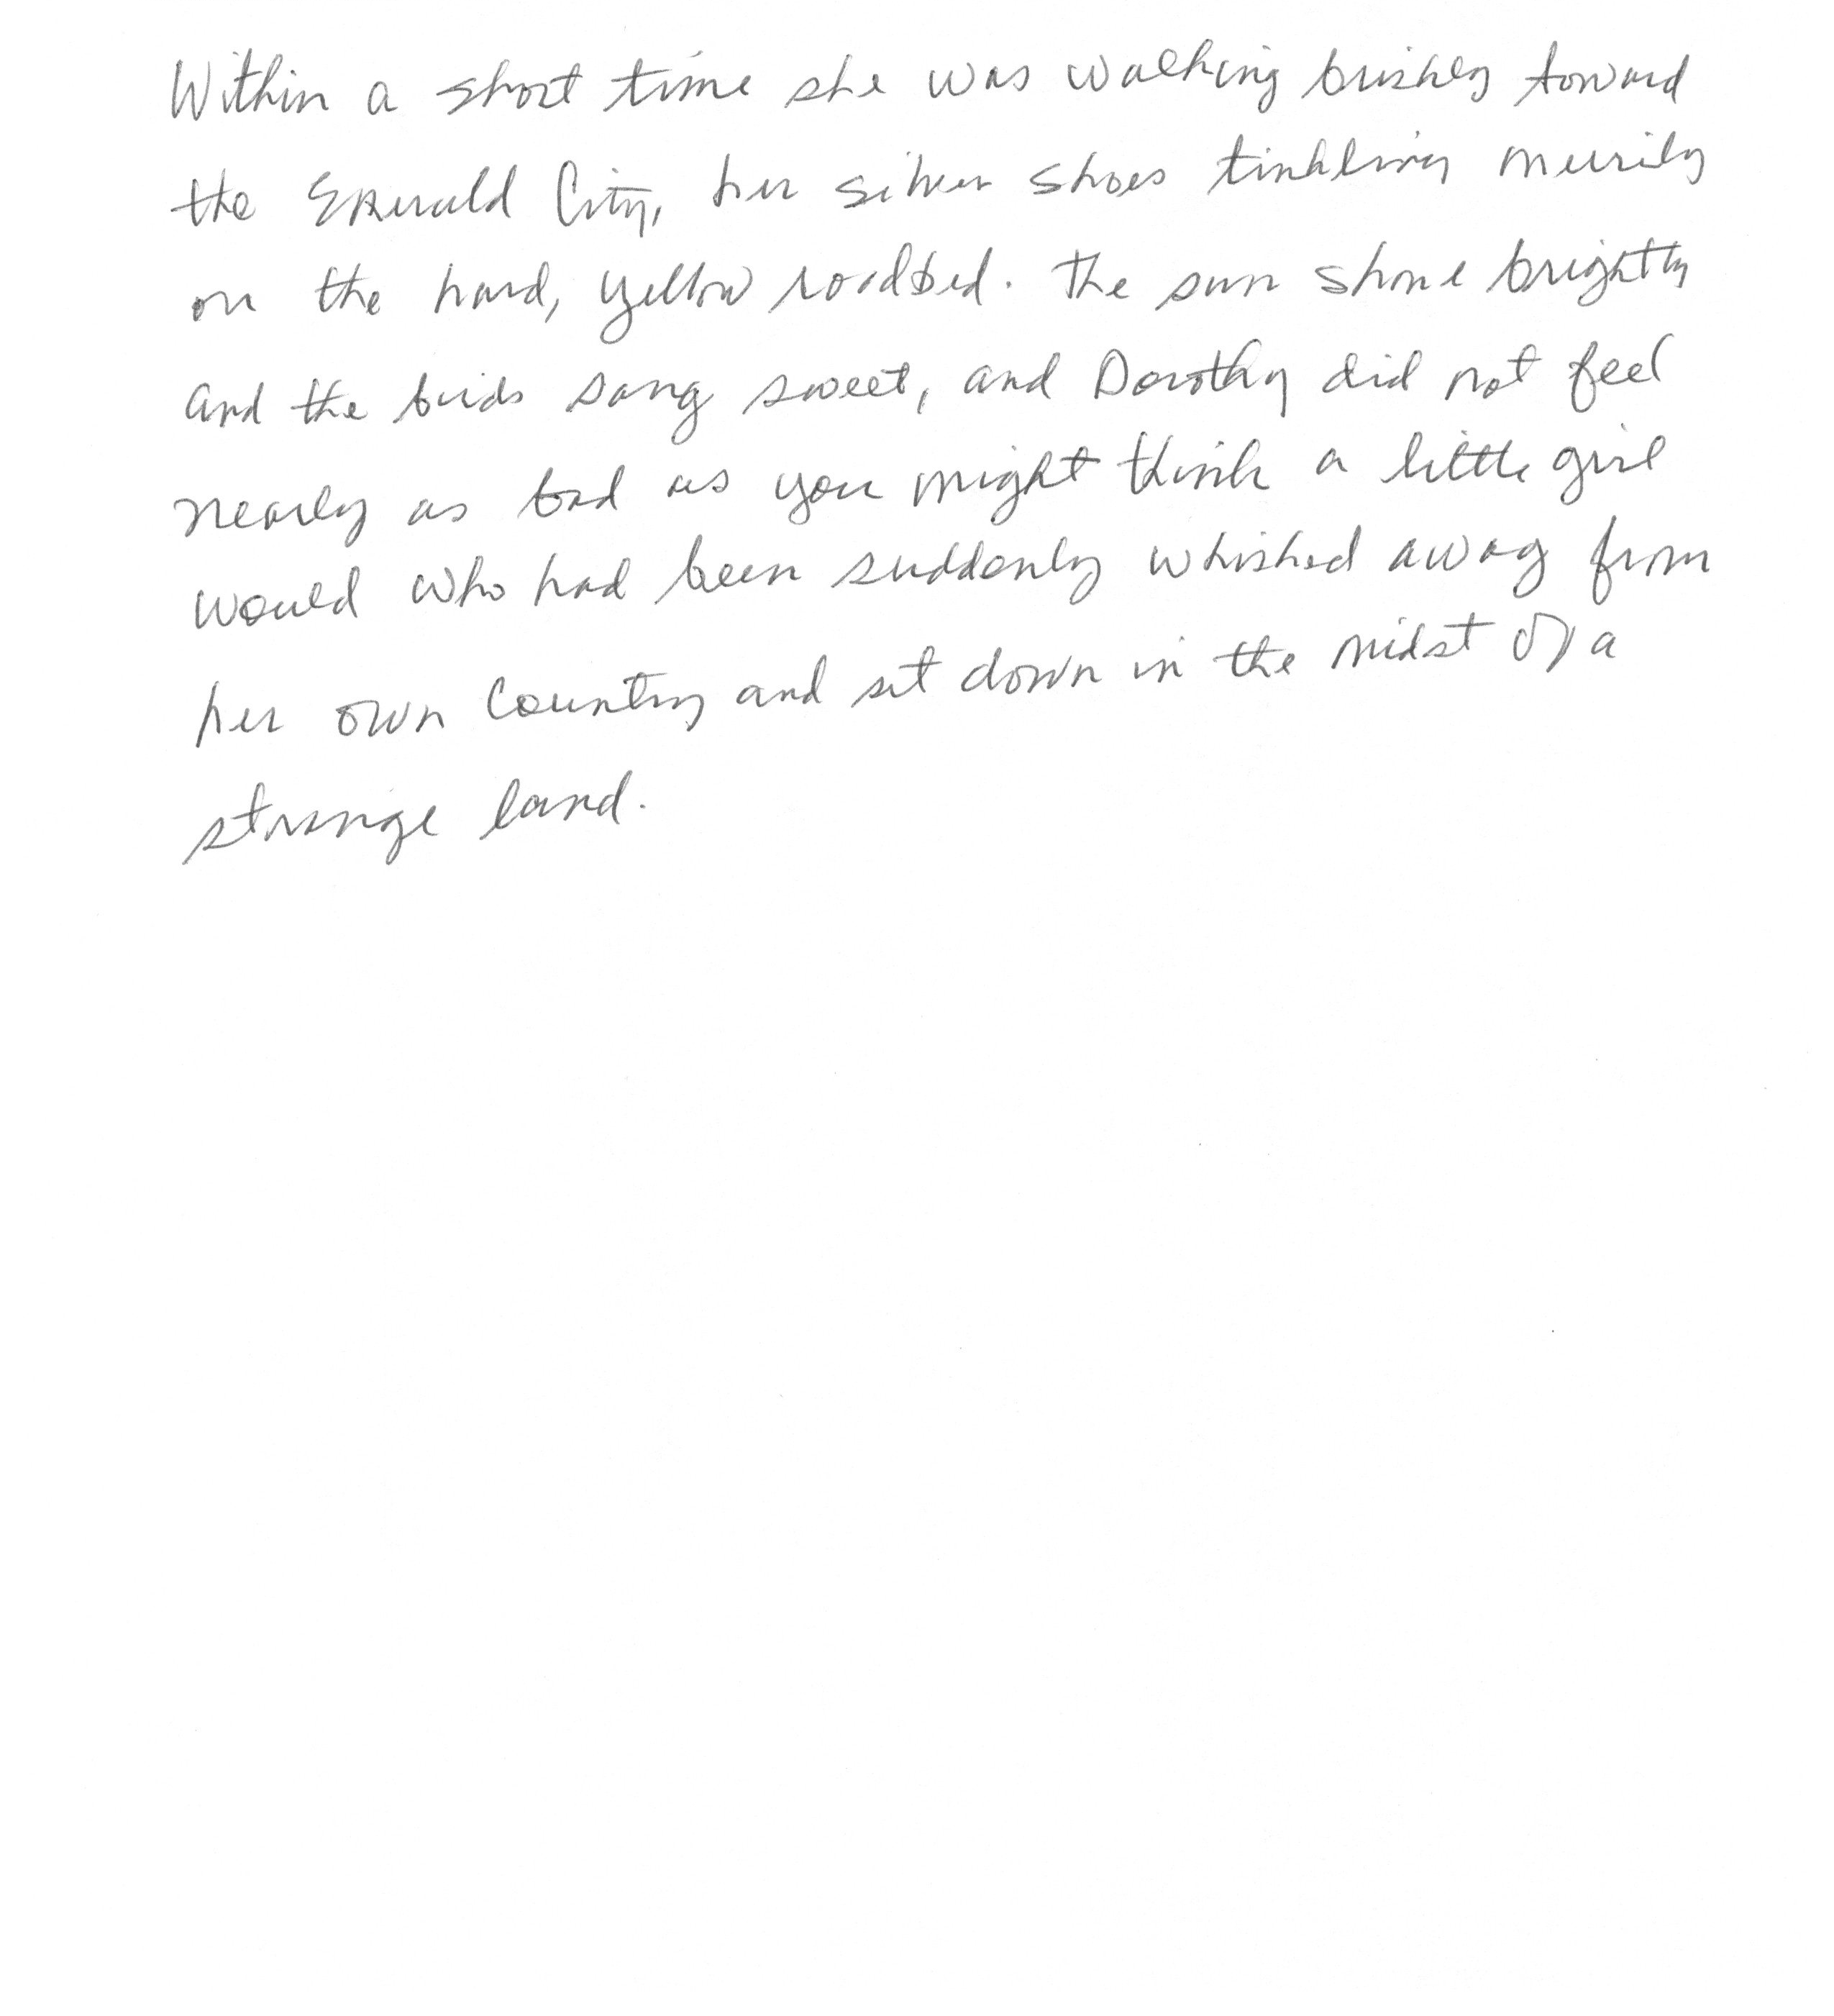 Within a short time she was walking briskly toward
the Emerald City, her silver shoes tinkling merrily
on the hard, yellow roadbed. The sun shone brightly
and the birds sang sweet, and Dorothy did not feel
nearly as bad as you might think a little girl
would who had been suddenly whisked away from
her own country and set down in the midst of a
strange land.